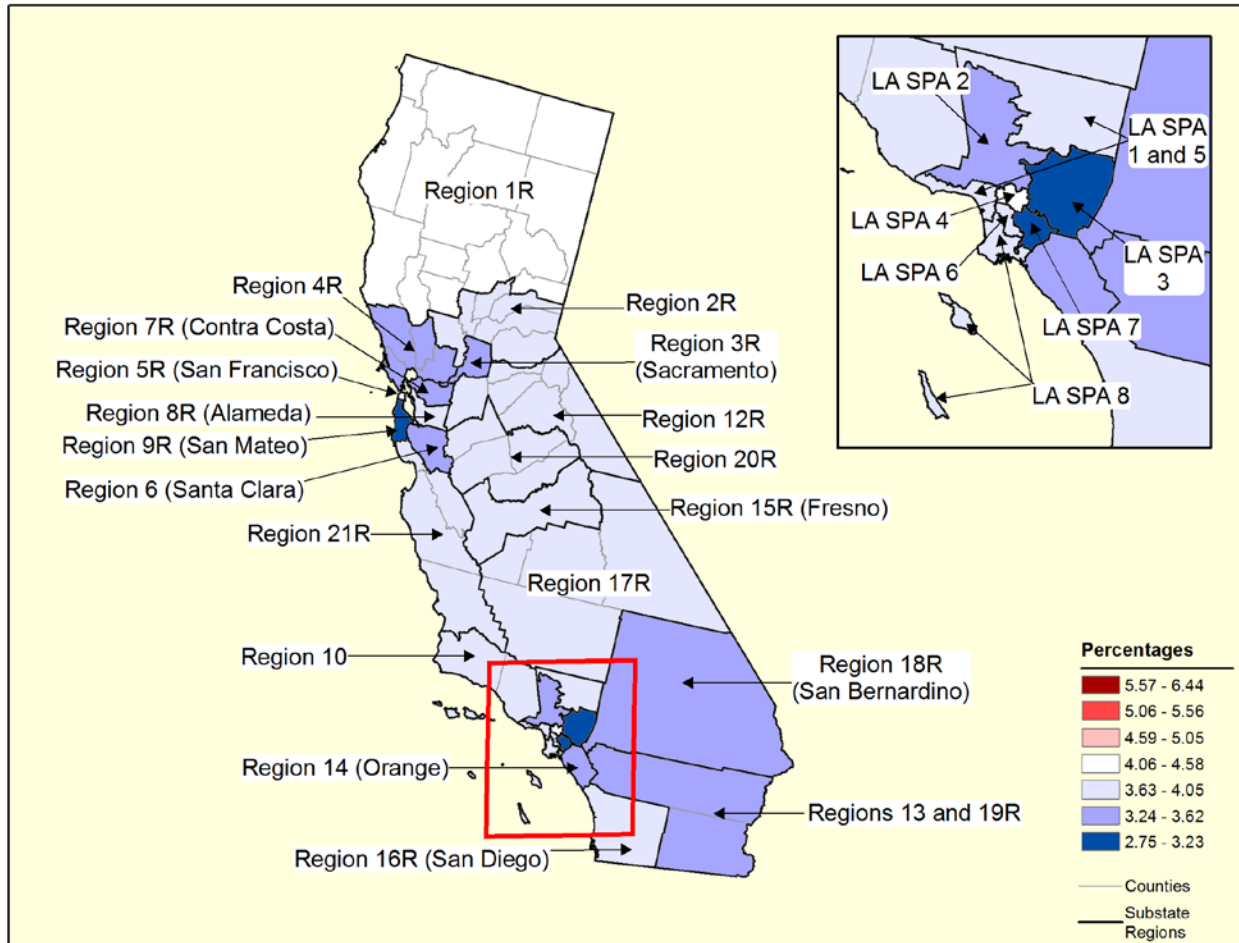 Region 1R
Region 4R
Region 2R
Region 7R (Contra Costa)
Region 3R
(Sacramento)
Region 5R (San Francisco)
Region 8R (Alameda)
Region 12R
Region 9R (San Mateo)
Region 20R
Region 6 (Santa Clara)
Region 15R (Fresno)
Region 21R
Region 17R
Region 10
Region 18R
(San Bernardino)
Region 14 (Orange)
Regions 13 and 19R
Region 16R (San Diego)
LA SPA 2
LA SPA
1 and 5
LA SPA 4
LA SPA 6
LA SPA
3
LA SPA 7
LA SPA 8
Percentages
5.57 - 6.44
5.06 - 5.56
4.59 - 5.05
4.06 - 4.58
3.63 - 4.05
3.24 - 3.62
2.75 - 3.23
Counties
Substate
Regions